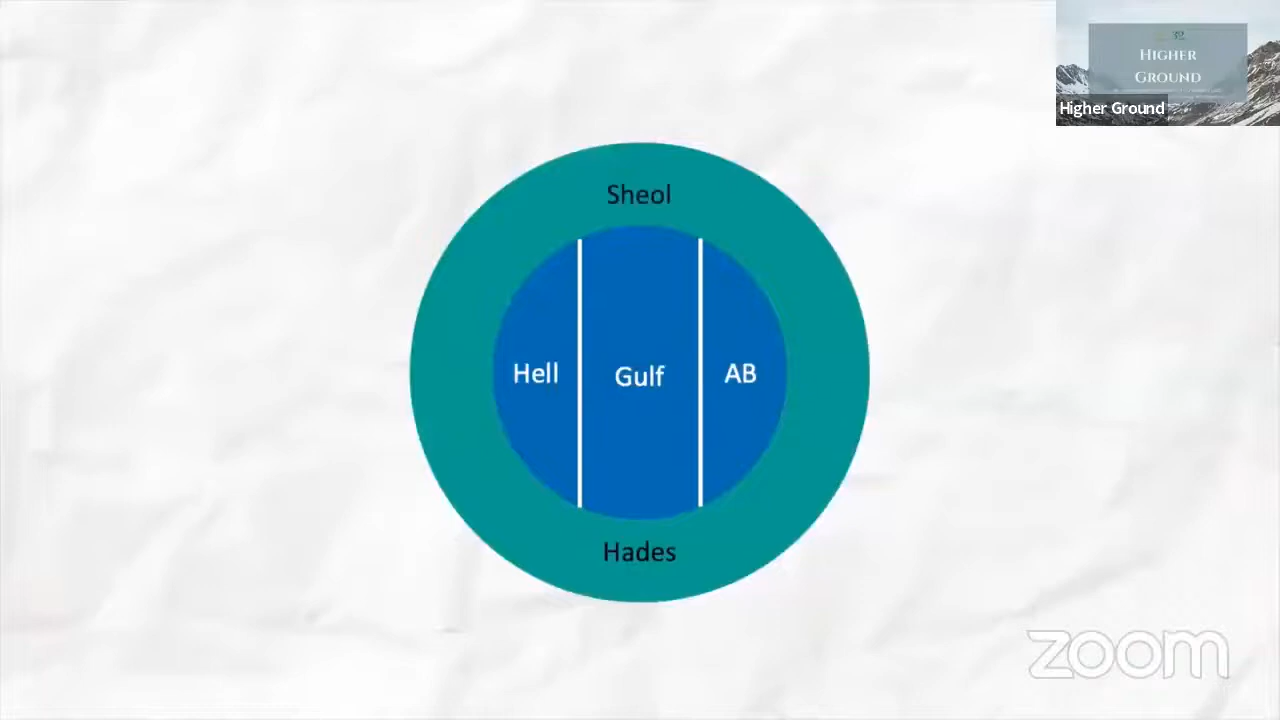 HIGHER
GROUND
Higher Ground
Sheol
Hell
Gulf
AB
Hades
zoom